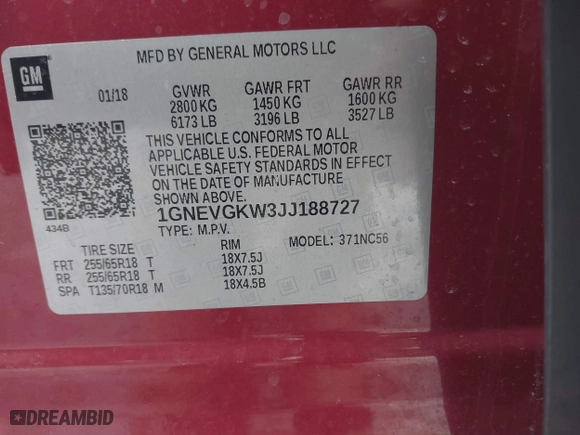 GM
MFD BY GENERAL MOTORS LLC
01/18 GVWR GAWR FRT GAWR RR
2800 KG 1450 KG 1600 KG
6173 LB 3196 LB 3527 LB
THIS VEHICLE CONFORMS TO ALL
APPLICABLE U.S. FEDERAL MOTOR
VEHICLE SAFETY STANDARDS IN EFFECT
ON THE DATE OF MANUFACTURE
SHOWN ABOVE.
434B 1GNEVGKW3JJ188727
TYPE: M.P.V.
TIRE SIZE RIM MODEL: 371NC56
FRT 255/65R18 T 18X7.5J
RR 255/65R18 T 18X7.5J
SPA T135/70R18 M 18X4.5B
DREAMBID